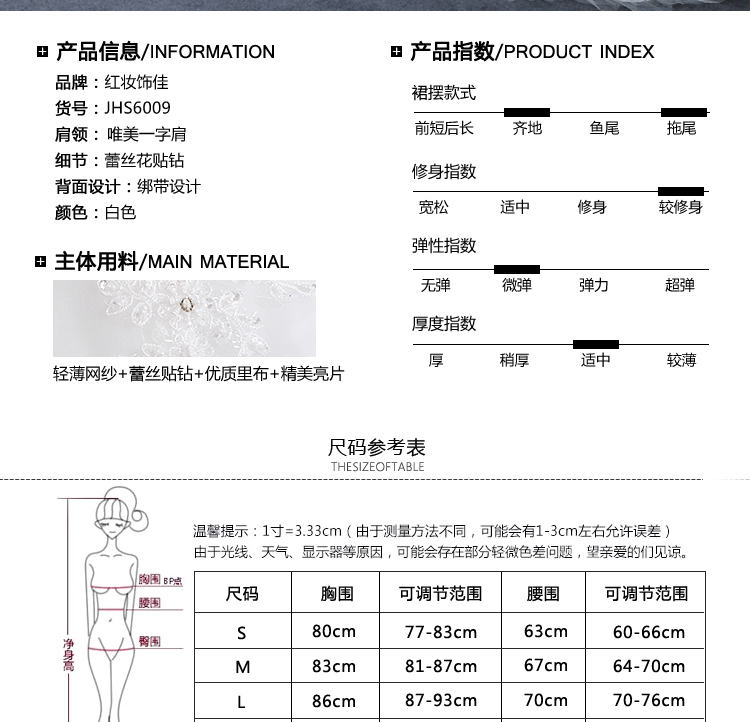 产品信息/INFORMATION
品牌：红妆饰佳
货号：JHS6009
肩领：唯美一字肩
细节：蕾丝花贴钻
背面设计：绑带设计
颜色：白色
主体用料/MAIN MATERIAL
轻薄网纱+蕾丝贴钻+优质里布+精美亮片
产品指数/PRODUCT INDEX
裙摆款式
前短后长 齐地 鱼尾 拖尾
修身指数
宽松 适中 修身 较修身
弹性指数
无弹 微弹 弹力 超弹
厚度指数
厚 稍厚 适中 较薄
尺码参考表
THESIZEOFTABLE
温馨提示：1寸=3.33cm（由于测量方法不同，可能会有1-3cm左右允许误差）
由于光线、天气、显示器等原因，可能会存在部分轻微色差问题，望亲爱的们见谅。
胸围 BP点
腰围
臀围
净身高
尺码 胸围 可调节范围 腰围 可调节范围
S 80cm 77-83cm 63cm 60-66cm
M 83cm 81-87cm 67cm 64-70cm
L 86cm 87-93cm 70cm 70-76cm